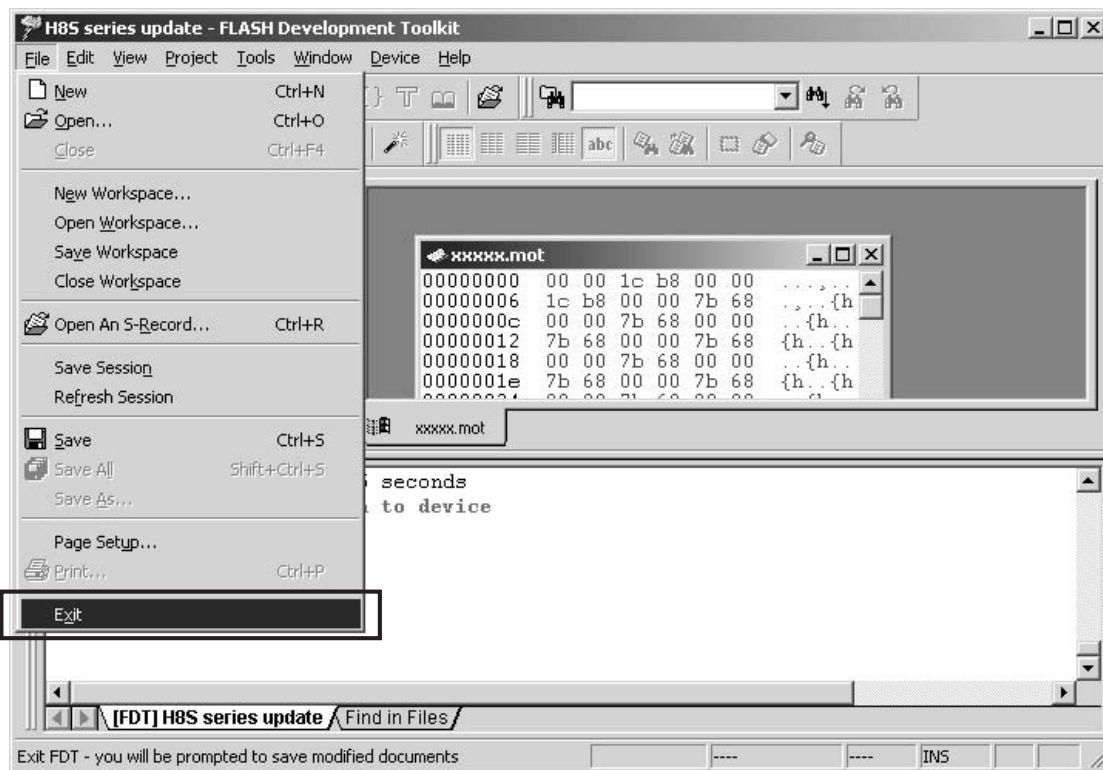 H8S series update - FLASH Development Toolkit
File Edit View Project Tools Window Device Help
New Ctrl+N
Open... Ctrl+O
Close Ctrl+F4
abc
New Workspace...
Open Workspace...
Save Workspace
Close Workspace
Open An S-Record... Ctrl+R
Save Session
Refresh Session
Save Ctrl+S
Save All Shift+Ctrl+S
Save As...
Page Setup...
Print... Ctrl+P
Exit
xxxxx.mot
00000000 00 00 1c b8 00 00 ...,..
00000006 1c b8 00 00 7b 68 .,..{h
0000000c 00 00 7b 68 00 00 ..{h..
00000012 7b 68 00 00 7b 68 {h..{h
00000018 00 00 7b 68 00 00 ..{h..
0000001e 7b 68 00 00 7b 68 {h..{h
xxxxx.mot
seconds
to device
[FDT] H8S series update Find in Files
Exit FDT - you will be prompted to save modified documents ---- ---- INS